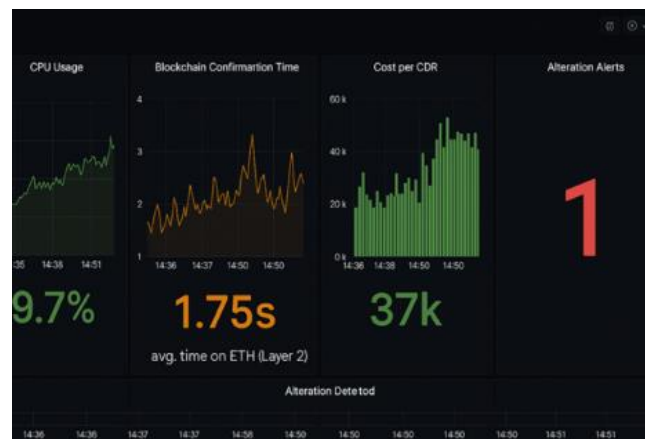 CPU Usage
Blockchain Confirmartion Time
Cost per CDR
Alteration Alerts
4
3
2
1
14:36 14:37 14:50 14:50
60 k
40 k
20 k
0 k
14:36 14:38 14:50 14:50
:35 14:38 14:51
1
9.7%
1.75s
37k
avg. time on ETH (Layer 2)
Alteration Detetod
14:36 14:36 14:37 14:37 14:58 14:50 14:50 14:50 14:50 14:50 14:51 14:51